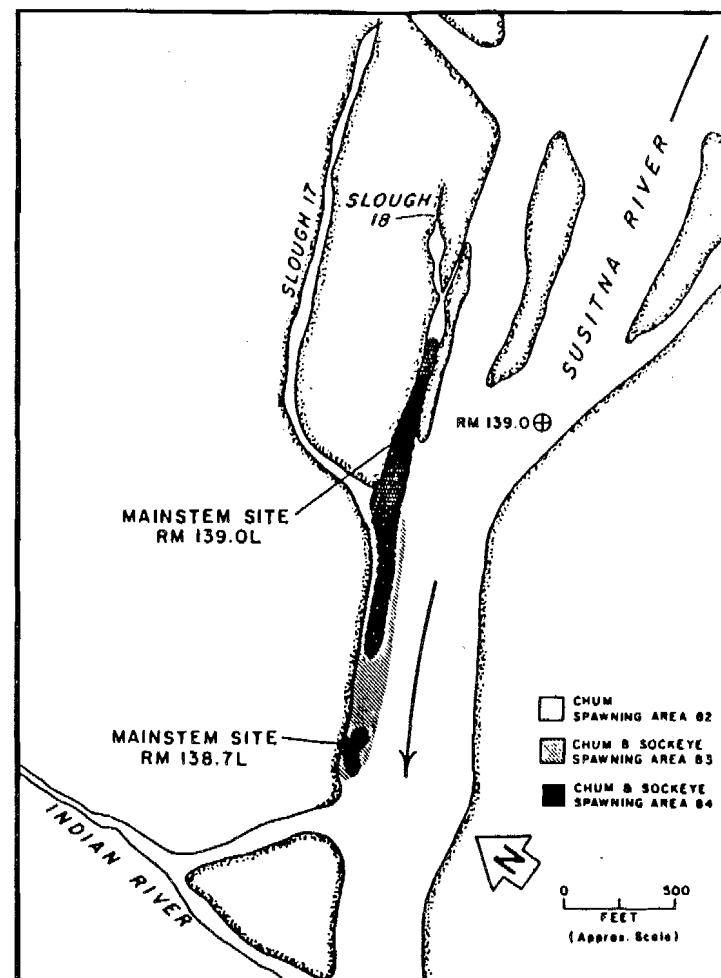 SLOUGH 17
SLOUGH
18
SUSITNA RIVER
RM 139.0
MAINSTEM SITE
RM 139.0L
MAINSTEM SITE
RM 138.7L
INDIAN RIVER
CHUM
SPAWNING AREA 82
CHUM & SOCKEYE
SPAWNING AREA 83
CHUM & SOCKEYE
SPAWNING AREA 84
N
0 500
FEET
(Approx. Scale)